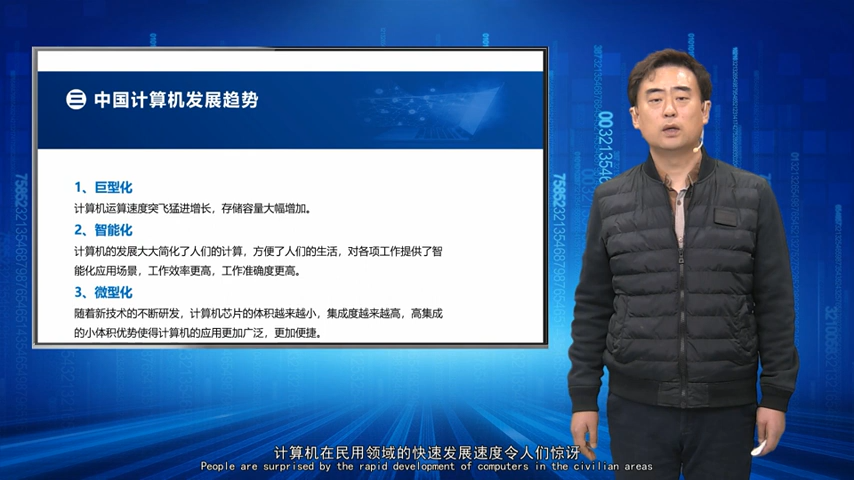 三 中国计算机发展趋势
1、巨型化
计算机运算速度突飞猛进增长，存储容量大幅增加。
2、智能化
计算机的发展大大简化了人们的计算，方便了人们的生活，对各项工作提供了智
能化应用场景，工作效率更高，工作准确度更高。
3、微型化
随着新技术的不断研发，计算机芯片的体积越来越小，集成度越来越高，高集成
的小体积优势使得计算机的应用更加广泛，更加便捷。
计算机在民用领域的快速发展速度令人们惊讶
People are surprised by the rapid development of computers in the civilian areas